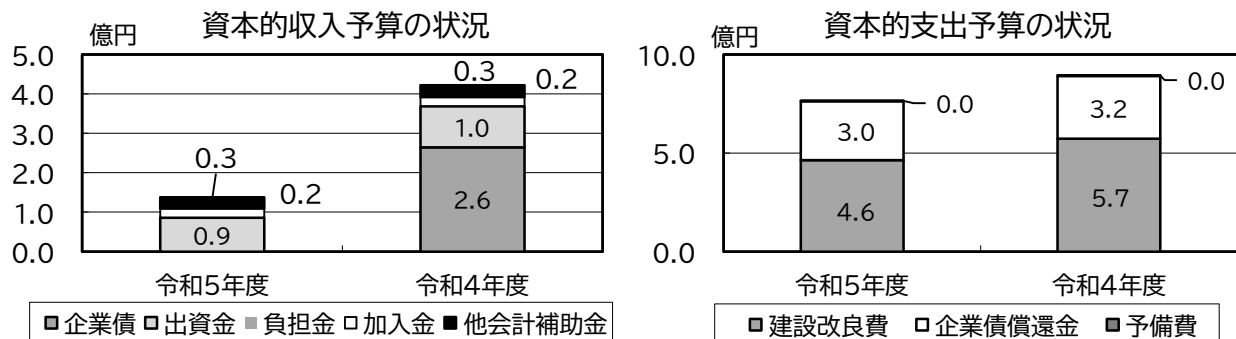 資本的収入予算の状況
億円
5.0
4.0
3.0
2.0
1.0
0.0
0.3
0.2
0.9
0.3
0.2
1.0
2.6
令和5年度
令和4年度
企業債 出資金 負担金 加入金 他会計補助金
資本的支出予算の状況
億円
10.0
5.0
0.0
0.0
3.0
4.6
0.0
3.2
5.7
令和5年度
令和4年度
建設改良費 企業債償還金 予備費